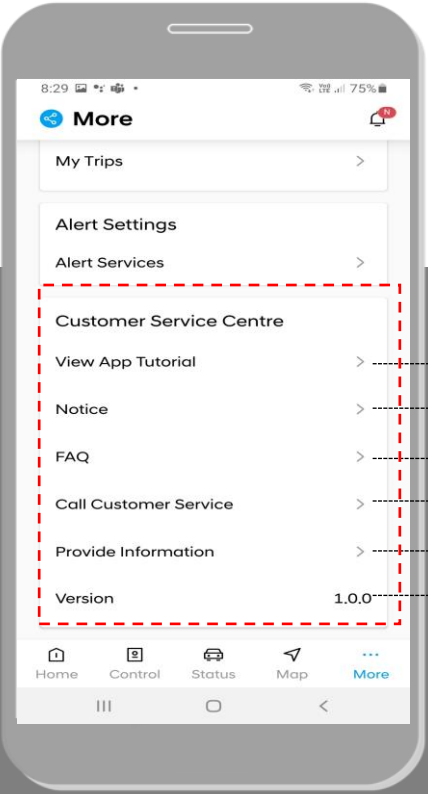 8:29 75%
More N
My Trips
Alert Settings
Alert Services
Customer Service Centre
View App Tutorial
Notice
FAQ
Call Customer Service
Provide Information
Version 1.0.0
Home Control Status Map More